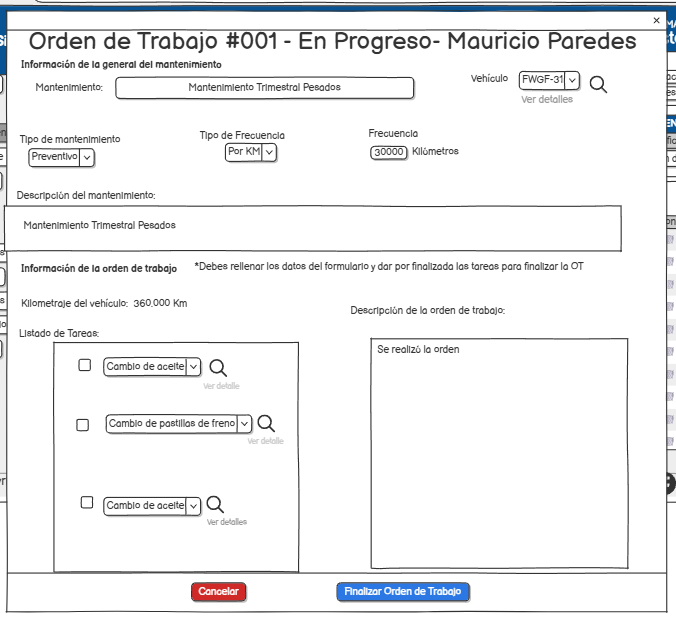 ×
Orden de Trabajo #001 - En Progreso- Mauricio Paredes
Información de la general del mantenimiento
Mantenimiento: Mantenimiento Trimestral Pesados
Vehículo FWGF-31
Ver detalles
Tipo de mantenimiento Tipo de Frecuencia Frecuencia
Preventivo Por KM 30000 Kilómetros
Descripción del mantenimiento:
Mantenimiento Trimestral Pesados
Información de la orden de trabajo *Debes rellenar los datos del formulario y dar por finalizada las tareas para finalizar la OT
Kilometraje del vehículo: 360,000 Km
Descripción de la orden de trabajo:
Listado de Tareas:
Se realizó la orden
Cambio de aceite
Ver detalle
Cambio de pastillas de freno
Ver detalle
Cambio de aceite
Ver detalles
Cancelar Finalizar Orden de Trabajo